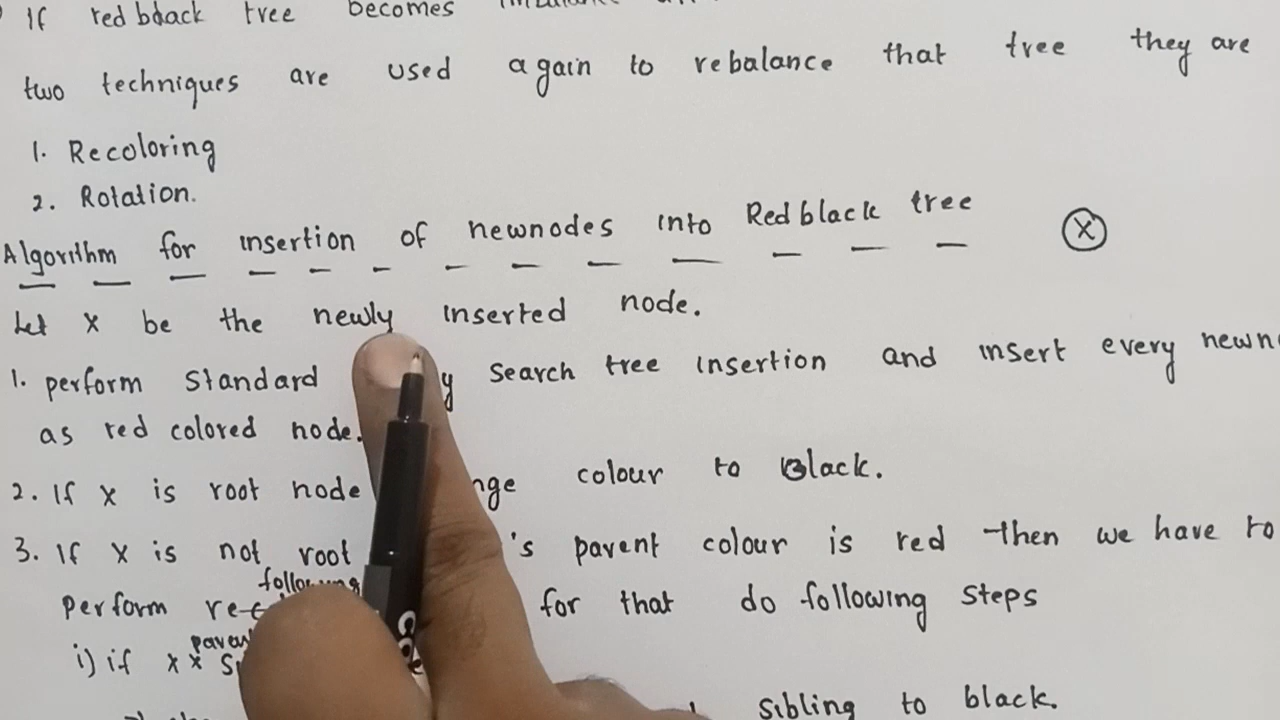 If red bdack tree becomes
two techniques are used again to rebalance that tree they are
1. Recoloring
2. Rotation.
Algorithm for insertion of newnodes into Redblack tree X
Let x be the newly inserted node.
1. perform Standard Search tree insertion and insert every
as red colored node.
2. If x is root node colour to Black.
3. If x is not root 's parent colour is red then we have to
following
perform for that do following steps
i) if x x
sibling to black.